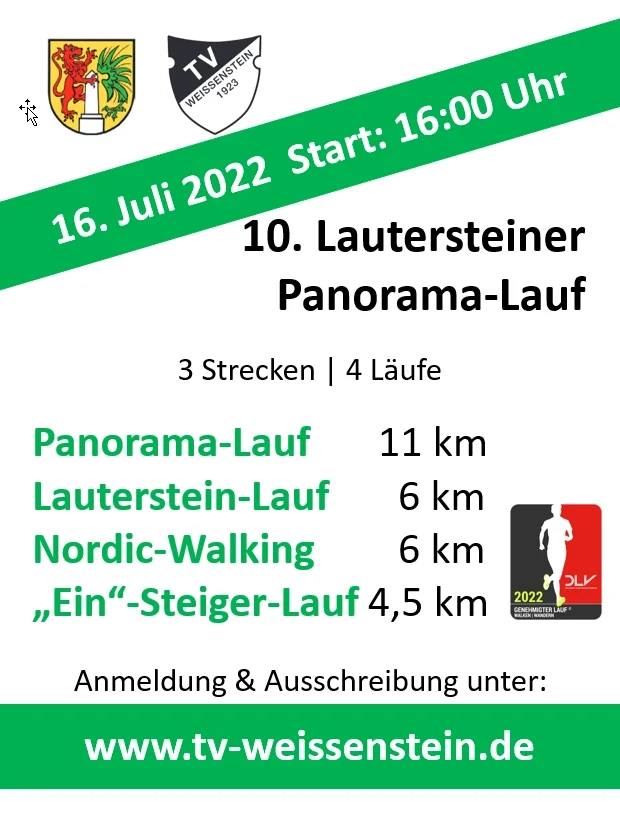 TV
WEISSENSTEIN
1923
16. Juli 2022 Start: 16:00 Uhr
10. Lautersteiner
Panorama-Lauf
3 Strecken | 4 Läufe
Panorama-Lauf 11 km
Lauterstein-Lauf 6 km
Nordic-Walking 6 km
„Ein“-Steiger-Lauf 4,5 km
DLV
2022
GENEHMIGTER LAUF
WALKEN | WANDERN
Anmeldung & Ausschreibung unter:
www.tv-weissenstein.de